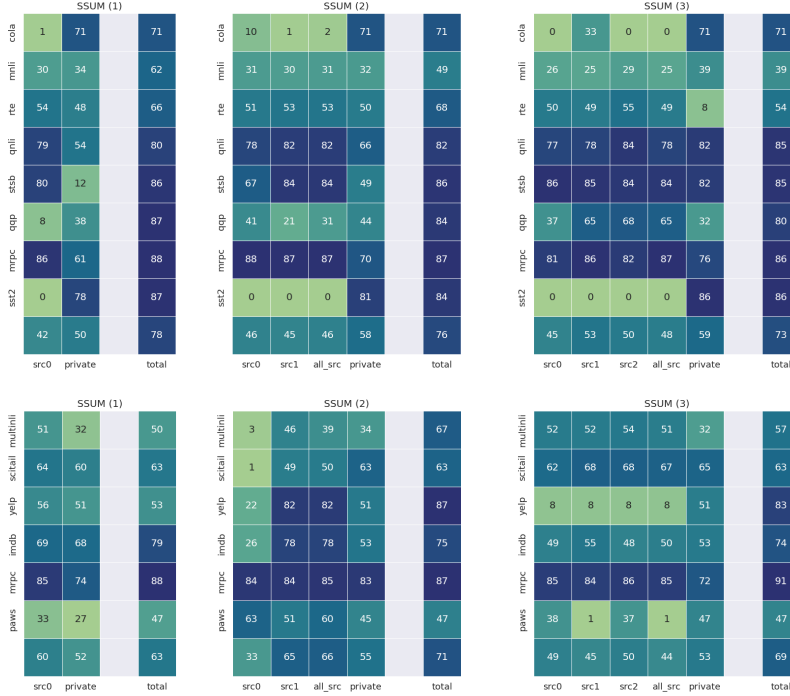 SSUM (1)
cola 1 71 71
mnli 30 34 62
rte 54 48 66
qnli 79 54 80
stsb 80 12 86
qqp 8 38 87
mrpc 86 61 88
sst2 0 78 87
42 50 78
src0 private total
SSUM (2)
cola 10 1 2 71 71
mnli 31 30 31 32 49
rte 51 53 53 50 68
qnli 78 82 82 66 82
stsb 67 84 84 49 86
qqp 41 21 31 44 84
mrpc 88 87 87 70 87
sst2 0 0 0 81 84
46 45 46 58 76
src0 src1 all_src private total
SSUM (3)
cola 0 33 0 0 71 71
mnli 26 25 29 25 39 39
rte 50 49 55 49 8 54
qnli 77 78 84 78 82 85
stsb 86 85 84 84 82 85
qqp 37 65 68 65 32 80
mrpc 81 86 82 87 76 86
sst2 0 0 0 0 86 86
45 53 50 48 59 73
src0 src1 src2 all_src private total
SSUM (1)
multinli 51 32 50
scitail 64 60 63
yelp 56 51 53
imdb 69 68 79
mrpc 85 74 88
paws 33 27 47
60 52 63
src0 private total
SSUM (2)
multinli 3 46 39 34 67
scitail 1 49 50 63 63
yelp 22 82 82 51 87
imdb 26 78 78 53 75
mrpc 84 84 85 83 87
paws 63 51 60 45 47
33 65 66 55 71
src0 src1 all_src private total
SSUM (3)
multinli 52 52 54 51 32 57
scitail 62 68 68 67 65 63
yelp 8 8 8 8 51 83
imdb 49 55 48 50 53 74
mrpc 85 84 86 85 72 91
paws 38 1 37 1 47 47
49 45 50 44 53 69
src0 src1 src2 all_src private total